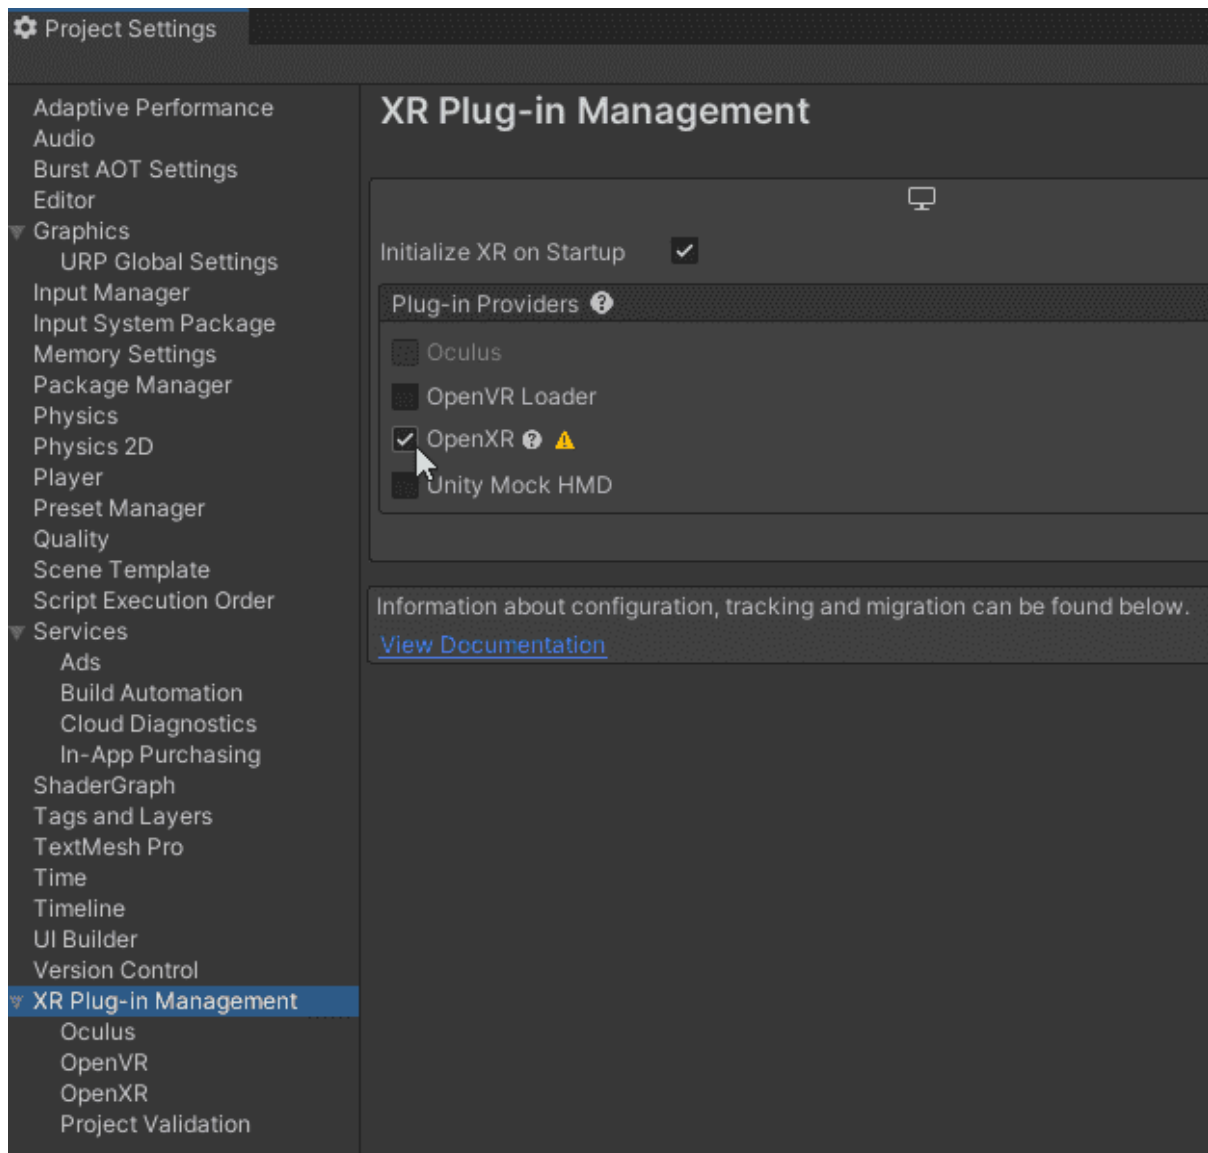 Project Settings
Adaptive Performance
Audio
Burst AOT Settings
Editor
Graphics
URP Global Settings
Input Manager
Input System Package
Memory Settings
Package Manager
Physics
Physics 2D
Player
Preset Manager
Quality
Scene Template
Script Execution Order
Services
Ads
Build Automation
Cloud Diagnostics
In-App Purchasing
ShaderGraph
Tags and Layers
TextMesh Pro
Time
Timeline
UI Builder
Version Control
XR Plug-in Management
Oculus
OpenVR
OpenXR
Project Validation
XR Plug-in Management
Initialize XR on Startup
Plug-in Providers ?
Oculus
OpenVR Loader
OpenXR ?
Unity Mock HMD
Information about configuration, tracking and migration can be found below.
View Documentation